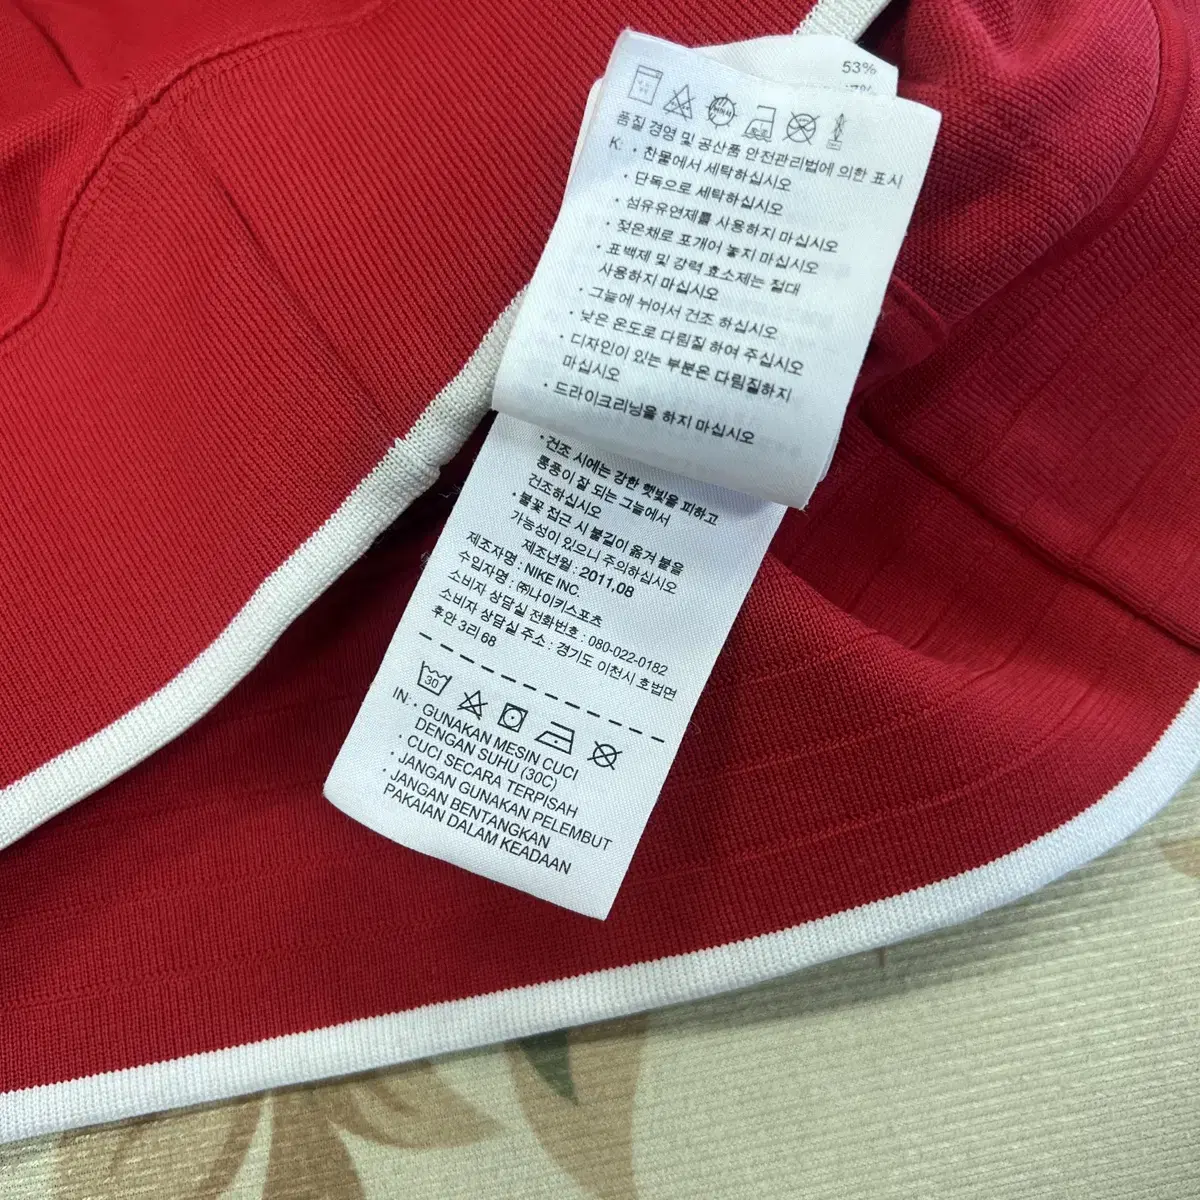 53%
품질 경영 및 공산품 안전관리법에 의한 표시
K: · 찬물에서 세탁하십시오
· 단독으로 세탁하십시오
· 섬유유연제를 사용하지 마십시오
· 젖은채로 포개어 놓지 마십시오
· 표백제 및 강력 효소제는 절대
사용하지 마십시오
· 그늘에 뉘어서 건조 하십시오
· 낮은 온도로 다림질 하여 주십시오
· 디자인이 있는 부분은 다림질하지
마십시오
· 드라이크리닝을 하지 마십시오
· 건조 시에는 강한 햇빛을 피하고
통풍이 잘 되는 그늘에서
건조하십시오
· 불꽃 접근 시 불길이 옮겨 붙을
가능성이 있으니 주의하십시오
제조년월 : 2011.08
제조자명 : NIKE INC.
수입자명 : ㈜나이키스포츠
소비자 상담실 전화번호 : 080-022-0182
소비자 상담실 주소 : 경기도 이천시 호법면
후안 3리 68
30
IN: · GUNAKAN MESIN CUCI
DENGAN SUHU (30C)
· CUCI SECARA TERPISAH
· JANGAN GUNAKAN PELEMBUT
· JANGAN BENTANGKAN
PAKAIAN DALAM KEADAAN